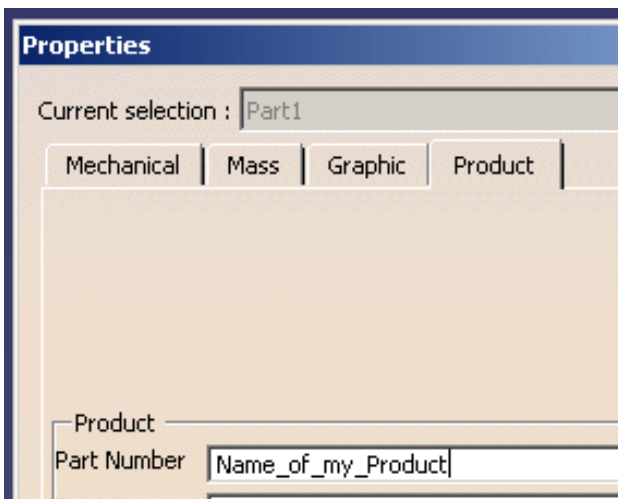 Properties
Current selection : Part1
Mechanical Mass Graphic Product
Product
Part Number Name_of_my_Product